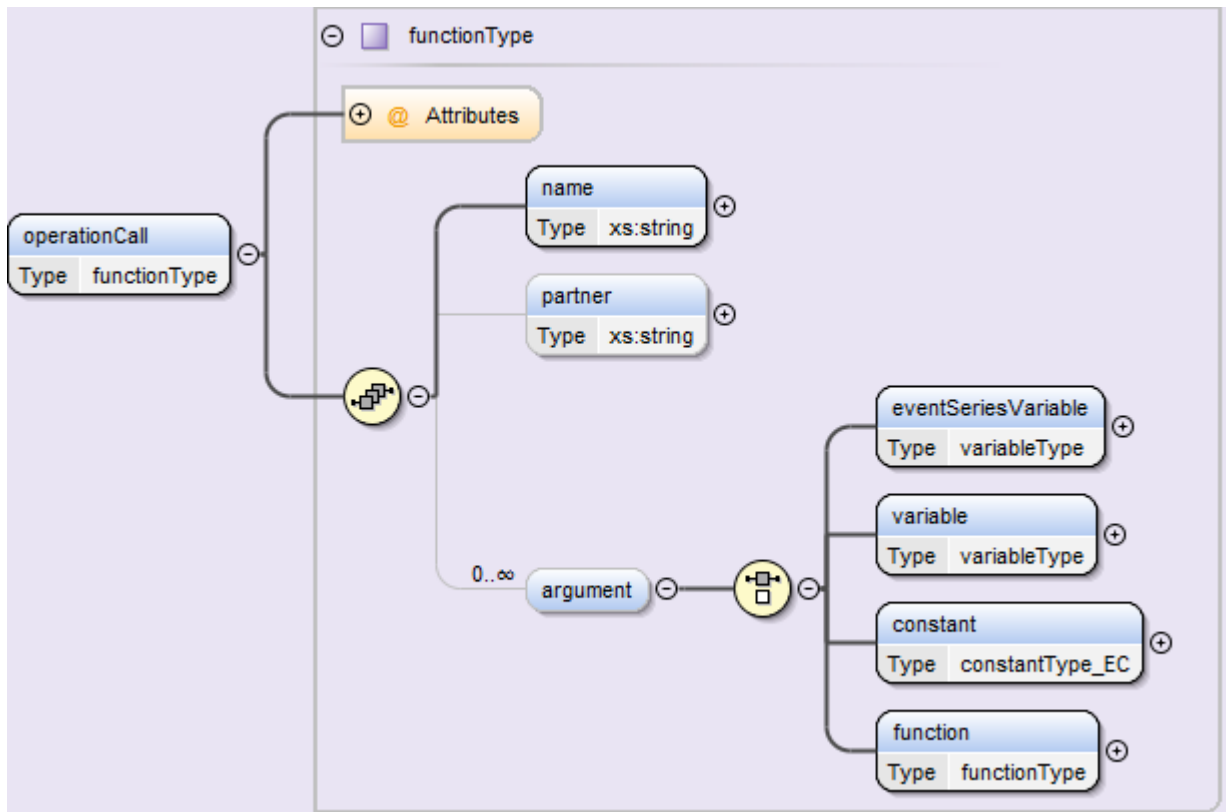 functionType
@ Attributes
name
Type xs:string
operationCall
Type functionType
partner
Type xs:string
eventSeriesVariable
Type variableType
variable
Type variableType
0..∞
argument
constant
Type constantType_EC
function
Type functionType